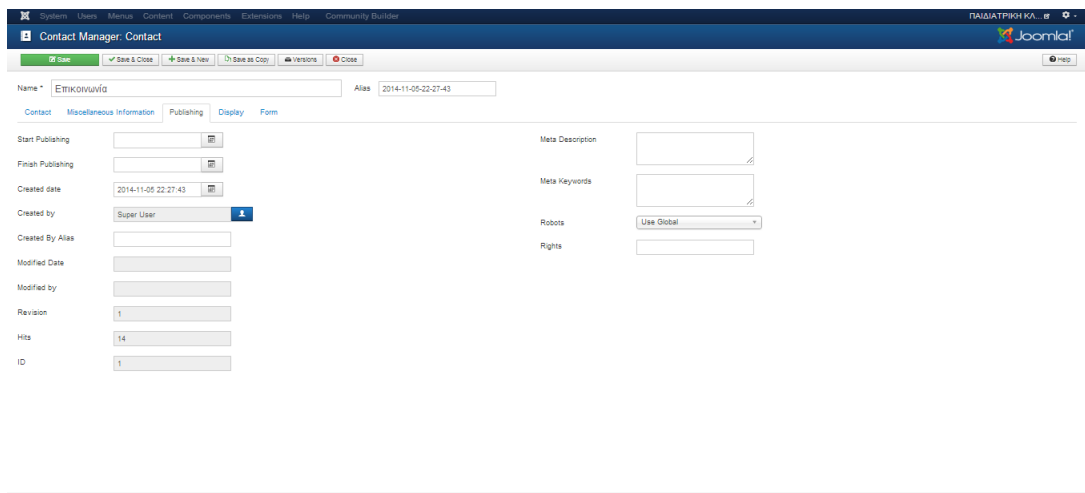 System Users Menus Content Components Extensions Help Community Builder ΠΑΙΔΙΑΤΡΙΚΗ ΚΛ...
Contact Manager: Contact Joomla!
Save Save & Close Save & New Save as Copy Versions Close Help
Name * Επικοινωνία Alias 2014-11-05-22-27-43
Contact Miscellaneous Information Publishing Display Form
Start Publishing Meta Description
Finish Publishing
Created date 2014-11-05 22:27:43 Meta Keywords
Created by Super User
Robots Use Global
Created By Alias
Rights
Modified Date
Modified by
Revision 1
Hits 14
ID 1